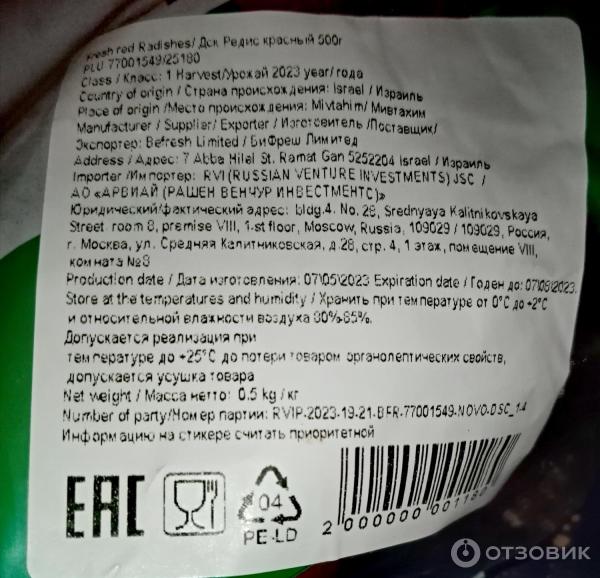 Fresh red Radishes/ Дск Редис красный 500г
PLU 77001549/25180
Class / Класс: 1 Harvest/Урожай 2023 year/ года
Country of origin / Страна происхождения: Israel / Израиль
Place of origin /Место происхождения: Mivtahim/ Мивтахим
Manufacturer / Supplier/ Exporter / Изготовитель /Поставщик/
Экспортер: Befresh Limited / БиФреш Лимитед
Address / Адрес: 7 Abba Hilel St. Ramat Gan 5252204 Israel / Израиль
Importer /Импортер: RVI (RUSSIAN VENTURE INVESTMENTS) JSC /
АО «АРВИАЙ (РАШЕН ВЕНЧУР ИНВЕСТМЕНТС)»
Юридический/фактический адрес: bldg.4. No. 28, Srednyaya Kalitnikovskaya
Street. room 8, premise VIII, 1-st floor, Moscow, Russia, 109029 / 109029, Россия,
г. Москва, ул. Средняя Калитниковская, д.28, стр. 4, 1 этаж, помещение VIII,
комната №8
Production date / Дата изготовления: 07\05\2023 Expiration date / Годен до: 07\08\2023
Store at the temperatures and humidity / Хранить при температуре от 0°C до +2°C
и относительной влажности воздуха 80%-85%.
Допускается реализация при
температуре до +25°C до потери товаром органолептических свойств,
допускается усушка товара
Net weight / Масса нетто: 0.5 kg / кг
Number of party/Номер партии: RVIP-2023-19-21-BFR-77001549-NOVO-DSC_1-4
Информацию на стикере считать приоритетной
EAC
04
PE-LD
2 000000 001180
ОТЗОВИК